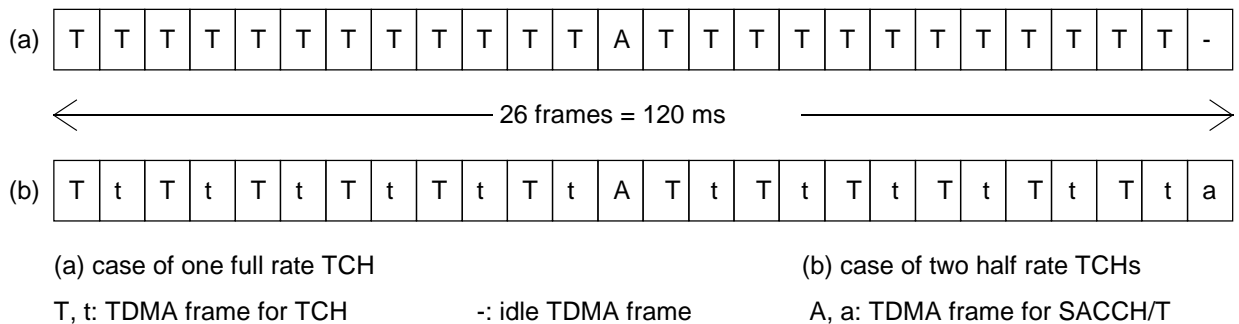 (a) T T T T T T T T T T T T A T T T T T T T T T T T T -
26 frames = 120 ms
(b) T t T t T t T t T t T t A T t T t T t T t T t T t a
(a) case of one full rate TCH (b) case of two half rate TCHs
T, t: TDMA frame for TCH -: idle TDMA frame A, a: TDMA frame for SACCH/T